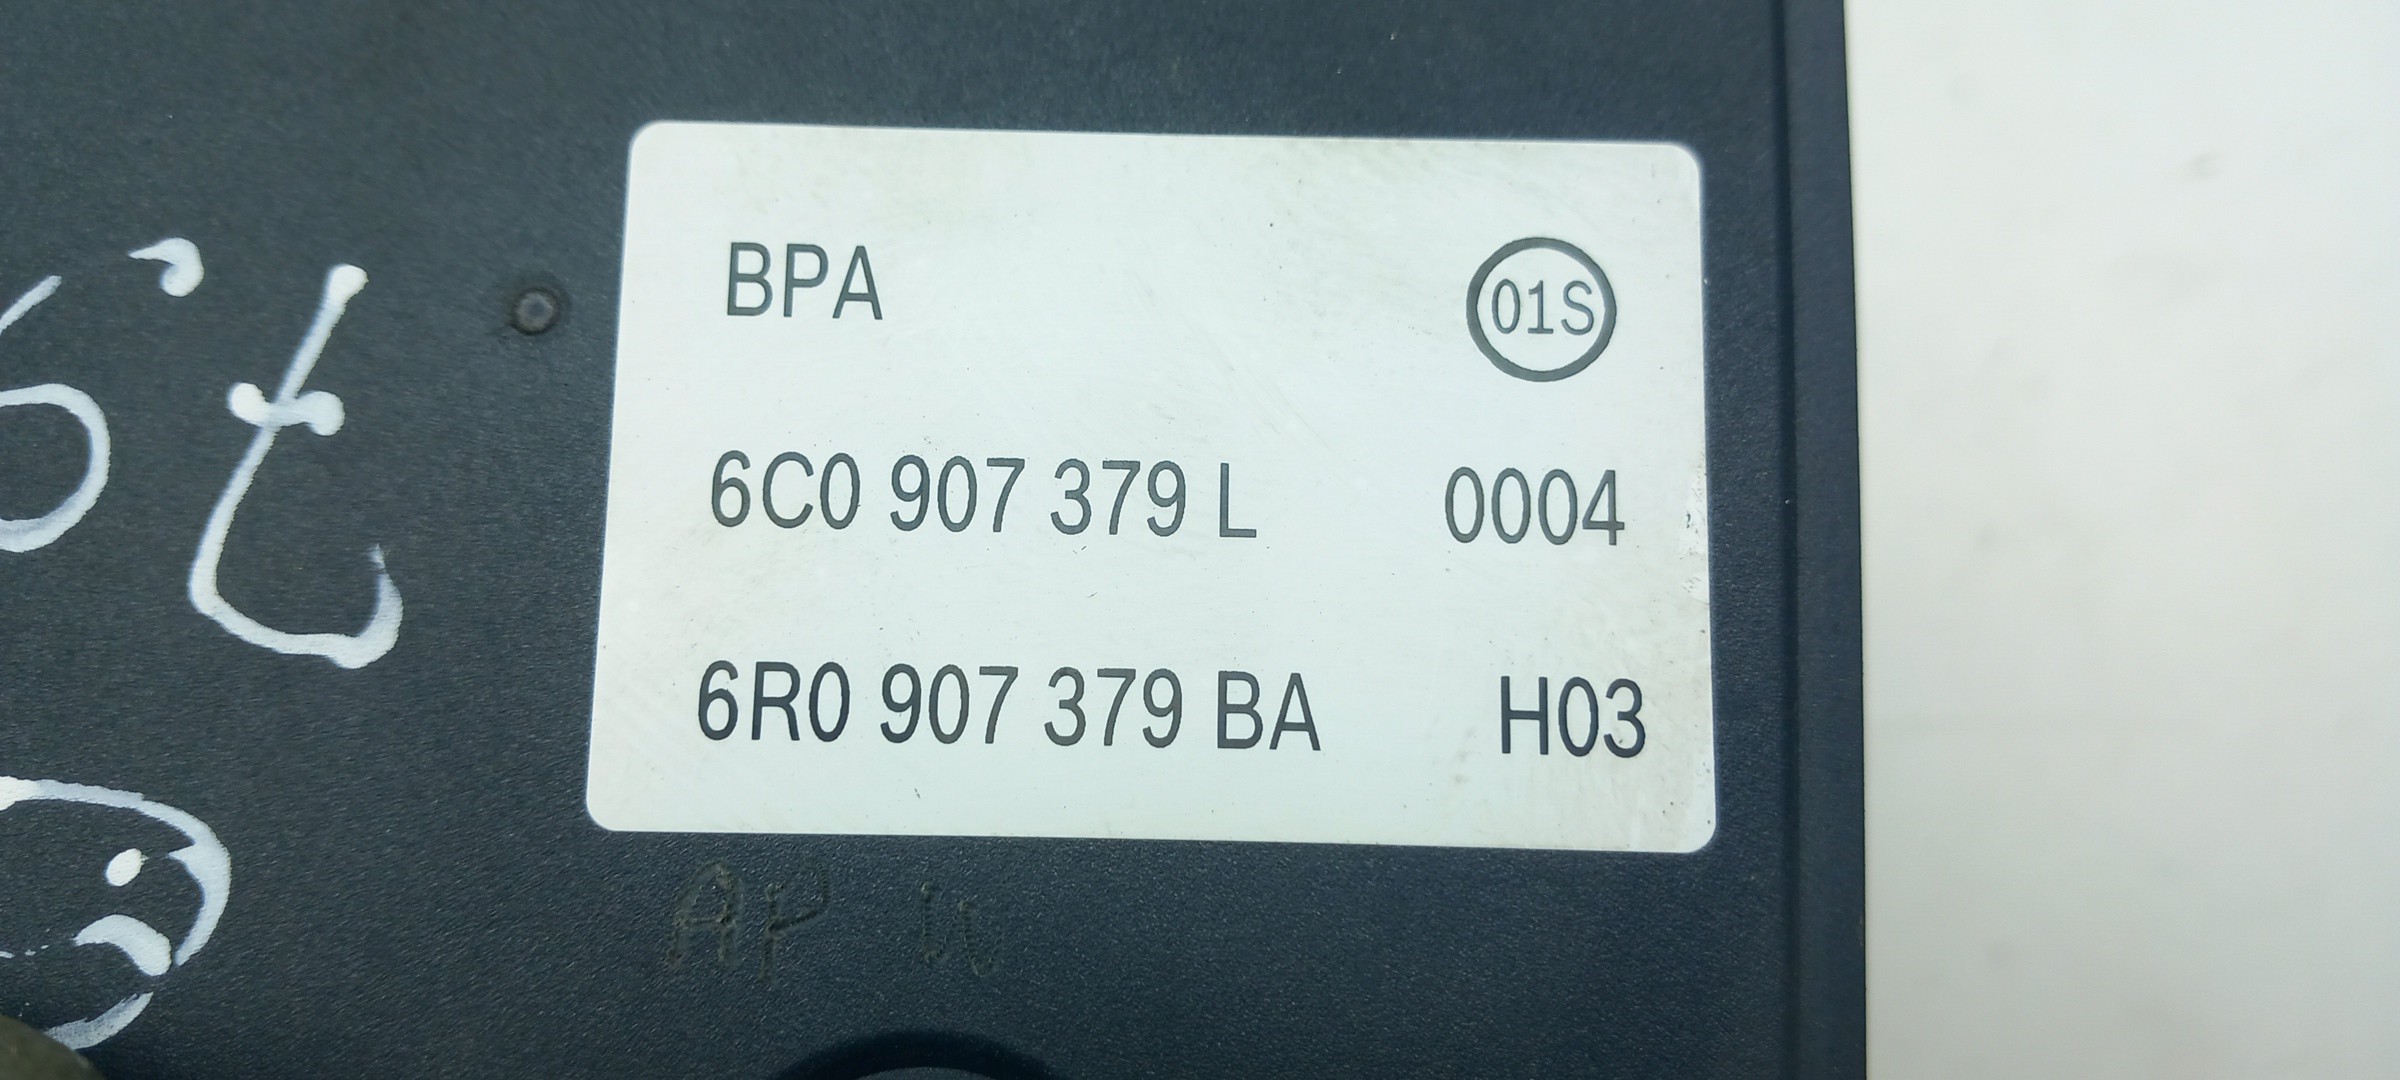 BPA 01S
6C0 907 379 L 0004
6R0 907 379 BA H03